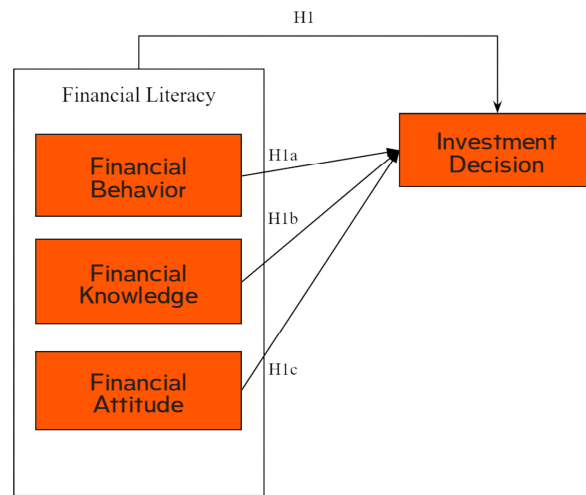 H1
Financial Literacy
Financial
Behavior
H1a
Investment
Decision
H1b
Financial
Knowledge
H1c
Financial
Attitude